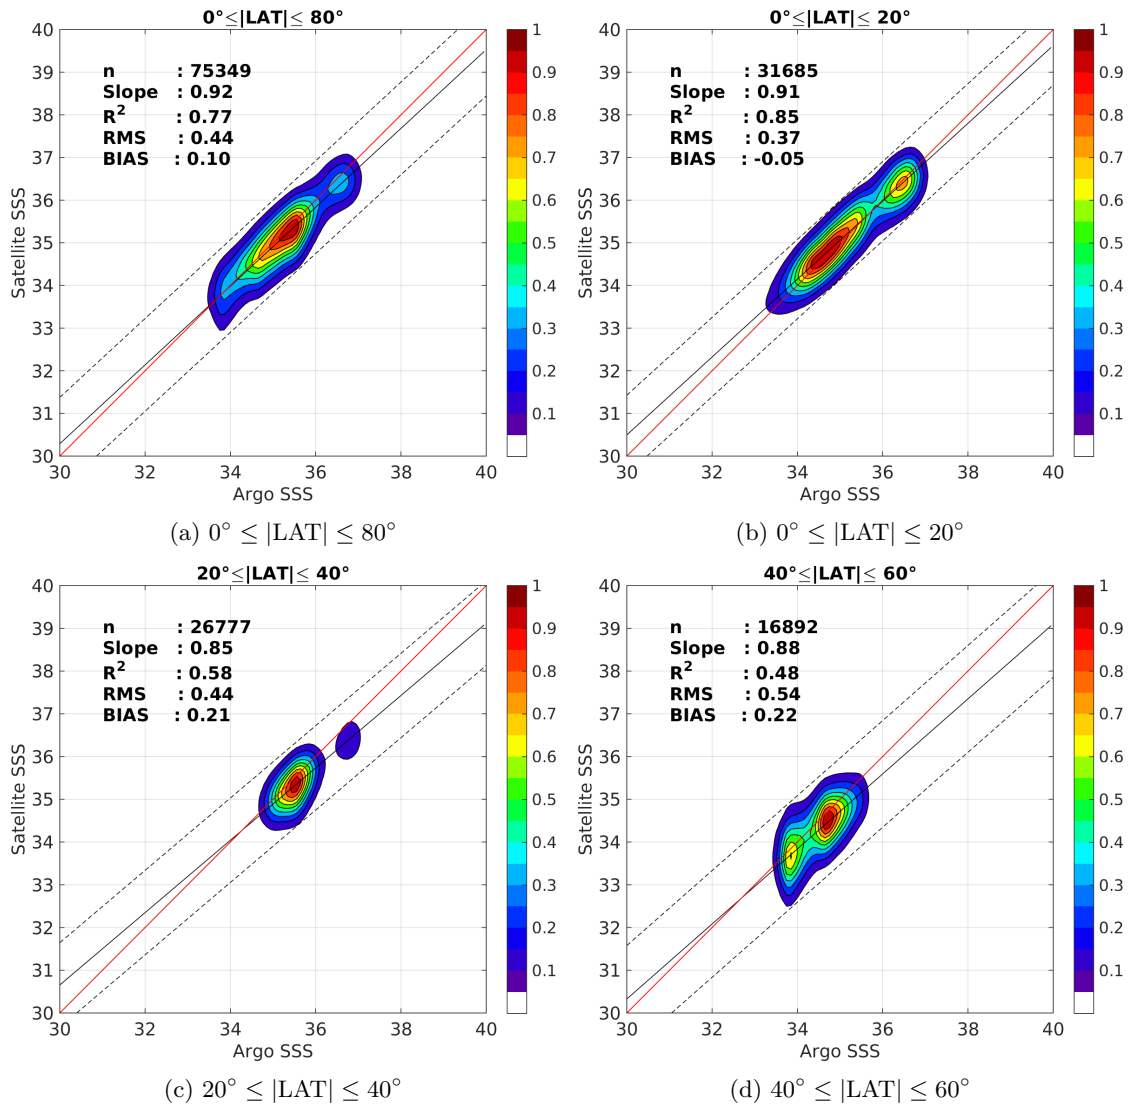 0°≤|LAT|≤ 80°
n : 75349
Slope : 0.92
R2 : 0.77
RMS : 0.44
BIAS : 0.10
40
39
38
37
36
35
34
33
32
31
30
Satellite SSS
30 32 34 36 38 40
Argo SSS
1
0.9
0.8
0.7
0.6
0.5
0.4
0.3
0.2
0.1
(a) 0° ≤ |LAT| ≤ 80°
0°≤|LAT|≤ 20°
n : 31685
Slope : 0.91
R2 : 0.85
RMS : 0.37
BIAS : -0.05
40
39
38
37
36
35
34
33
32
31
30
Satellite SSS
30 32 34 36 38 40
Argo SSS
1
0.9
0.8
0.7
0.6
0.5
0.4
0.3
0.2
0.1
(b) 0° ≤ |LAT| ≤ 20°
20°≤|LAT|≤ 40°
n : 26777
Slope : 0.85
R2 : 0.58
RMS : 0.44
BIAS : 0.21
40
39
38
37
36
35
34
33
32
31
30
Satellite SSS
30 32 34 36 38 40
Argo SSS
1
0.9
0.8
0.7
0.6
0.5
0.4
0.3
0.2
0.1
(c) 20° ≤ |LAT| ≤ 40°
40°≤|LAT|≤ 60°
n : 16892
Slope : 0.88
R2 : 0.48
RMS : 0.54
BIAS : 0.22
40
39
38
37
36
35
34
33
32
31
30
Satellite SSS
30 32 34 36 38 40
Argo SSS
1
0.9
0.8
0.7
0.6
0.5
0.4
0.3
0.2
0.1
(d) 40° ≤ |LAT| ≤ 60°